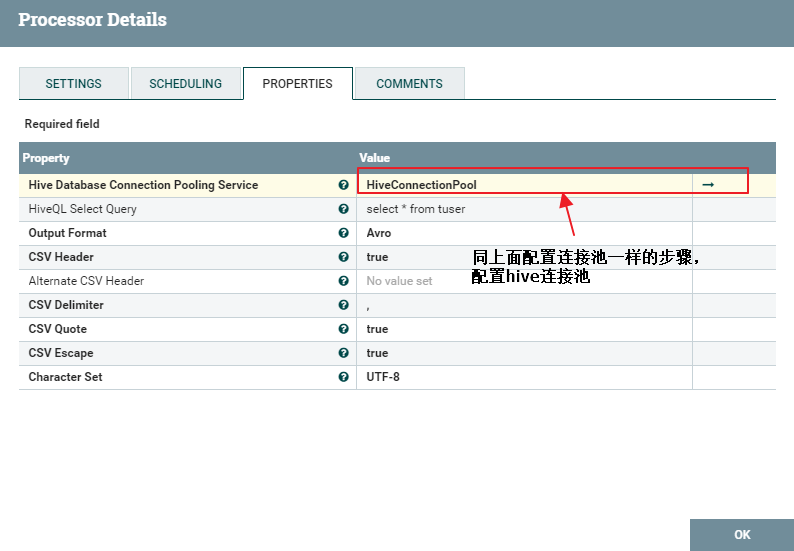 Processor Details
SETTINGS SCHEDULING PROPERTIES COMMENTS
Required field
Property Value
Hive Database Connection Pooling Service HiveConnectionPool
HiveQL Select Query select * from tuser
Output Format Avro
CSV Header true
同上面配置连接池一样的步骤，
配置hive连接池
Alternate CSV Header No value set
CSV Delimiter ,
CSV Quote true
CSV Escape true
Character Set UTF-8
OK